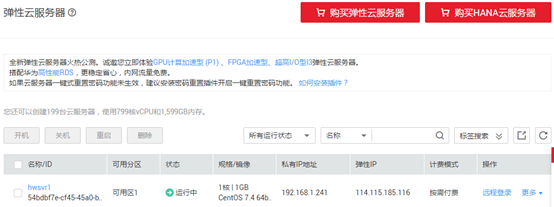 弹性云服务器
购买弹性云服务器
购买HANA云服务器
全新弹性云服务器火热公测。诚邀您立即体验GPU计算加速型 (P1) 、FPGA加速型、超高I/O型I3弹性云服务器。
搭配华为高性能RDS，更稳定省心，内网流量免费。
如果云服务器一键式重置密码功能未生效，建议安装密码重置插件开启一键重置密码功能。 如何安装插件？
您还可以创建199台云服务器，使用799核vCPU和1,599GB内存。
开机 关机 重启 删除 所有运行状态 名称 标签搜索
名称/ID 可用分区 状态 规格/镜像 私有IP地址 弹性IP 计费模式 操作
hwsvr1
54bdbf7e-cf45-45a0-b... 可用区1 运行中 1核 | 1GB
CentOS 7.4 64b... 192.168.1.241 114.115.185.116 按需付费 远程登录 更多